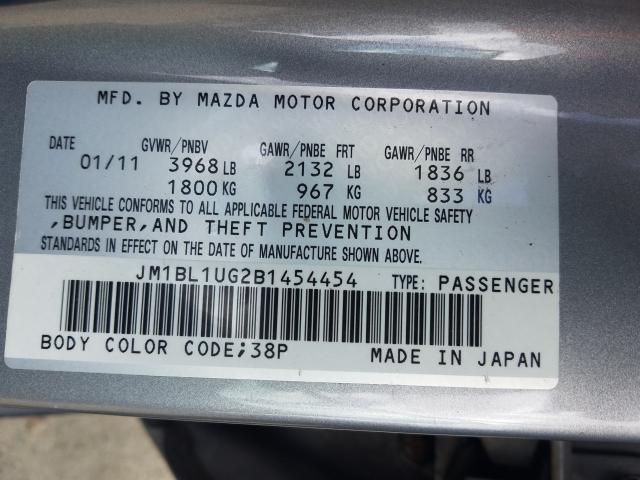 MFD. BY MAZDA MOTOR CORPORATION
DATE GVWR/PNBV GAWR/PNBE FRT GAWR/PNBE RR
01/11 3968 LB 2132 LB 1836 LB
1800 KG 967 KG 833 KG
THIS VEHICLE CONFORMS TO ALL APPLICABLE FEDERAL MOTOR VEHICLE SAFETY
,BUMPER,AND THEFT PREVENTION
STANDARDS IN EFFECT ON THE DATE OF MANUFACTURE SHOWN ABOVE.
JM1BL1UG2B1454454 TYPE: PASSENGER
BODY COLOR CODE;38P MADE IN JAPAN